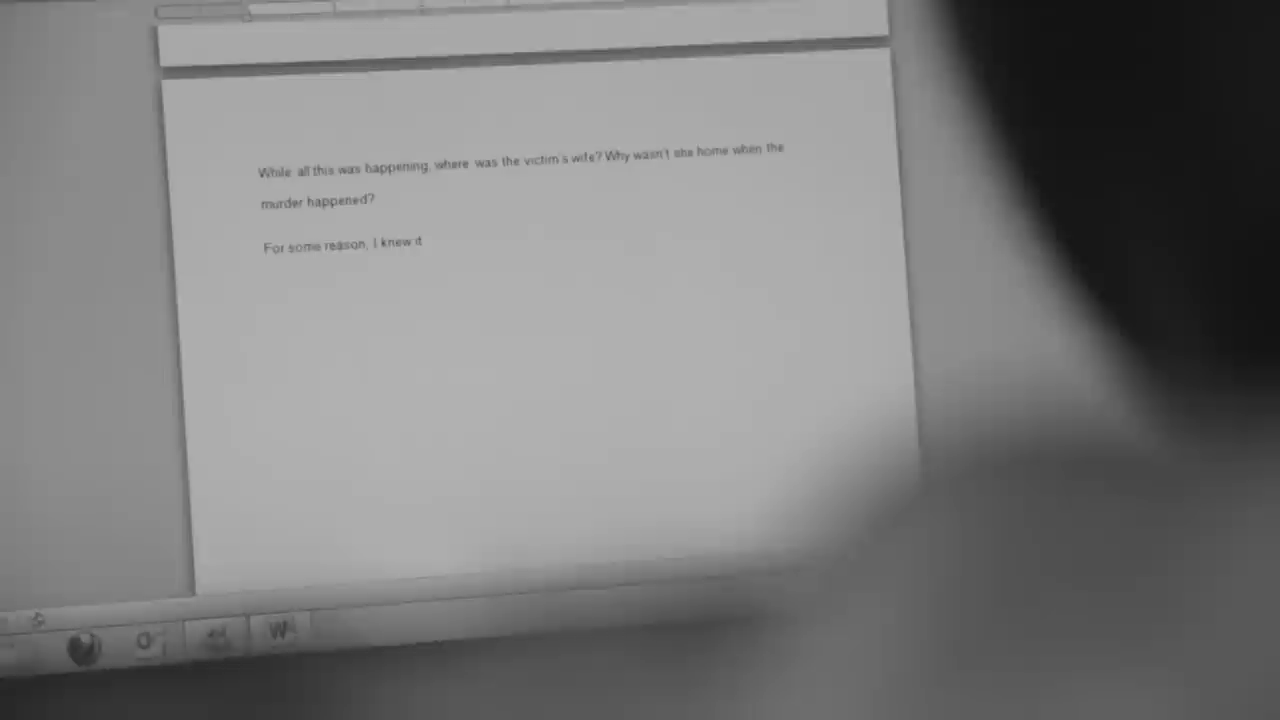 While all this was happening, where was the victim's wife? Why wasn't she home when the
murder happened?
For some reason, I knew it
W